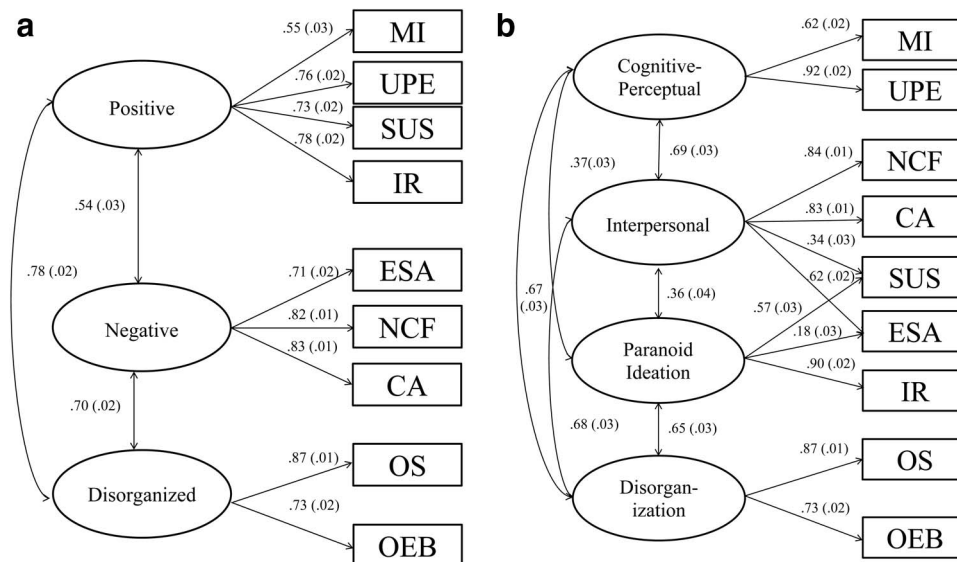 a
Positive
Negative
Disorganized
.55 (.03)
.76 (.02)
.73 (.02)
.78 (.02)
.54 (.03)
.78 (.02)
.71 (.02)
.82 (.01)
.83 (.01)
.70 (.02)
.87 (.01)
.73 (.02)
MI
UPE
SUS
IR
ESA
NCF
CA
OS
OEB
b
Cognitive-
Perceptual
Interpersonal
Paranoid
Ideation
Disorgan-
ization
.62 (.02)
.92 (.02)
.37(.03)
.69 (.03)
.84 (.01)
.83 (.01)
.34 (.03)
.62 (.02)
.67
(.03)
.36 (.04)
.57 (.03)
.18 (.03)
.90 (.02)
.68 (.03)
.65 (.03)
.87 (.01)
.73 (.02)
MI
UPE
NCF
CA
SUS
ESA
IR
OS
OEB